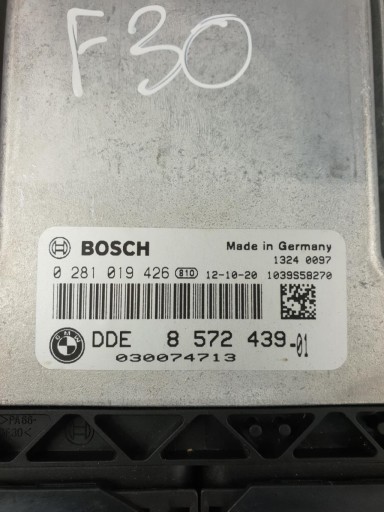 F30
BOSCH
Made in Germany
1324 0097
0 281 019 426 810 12-10-20 1039S58270
BMW
DDE 8 572 439-01
030074713